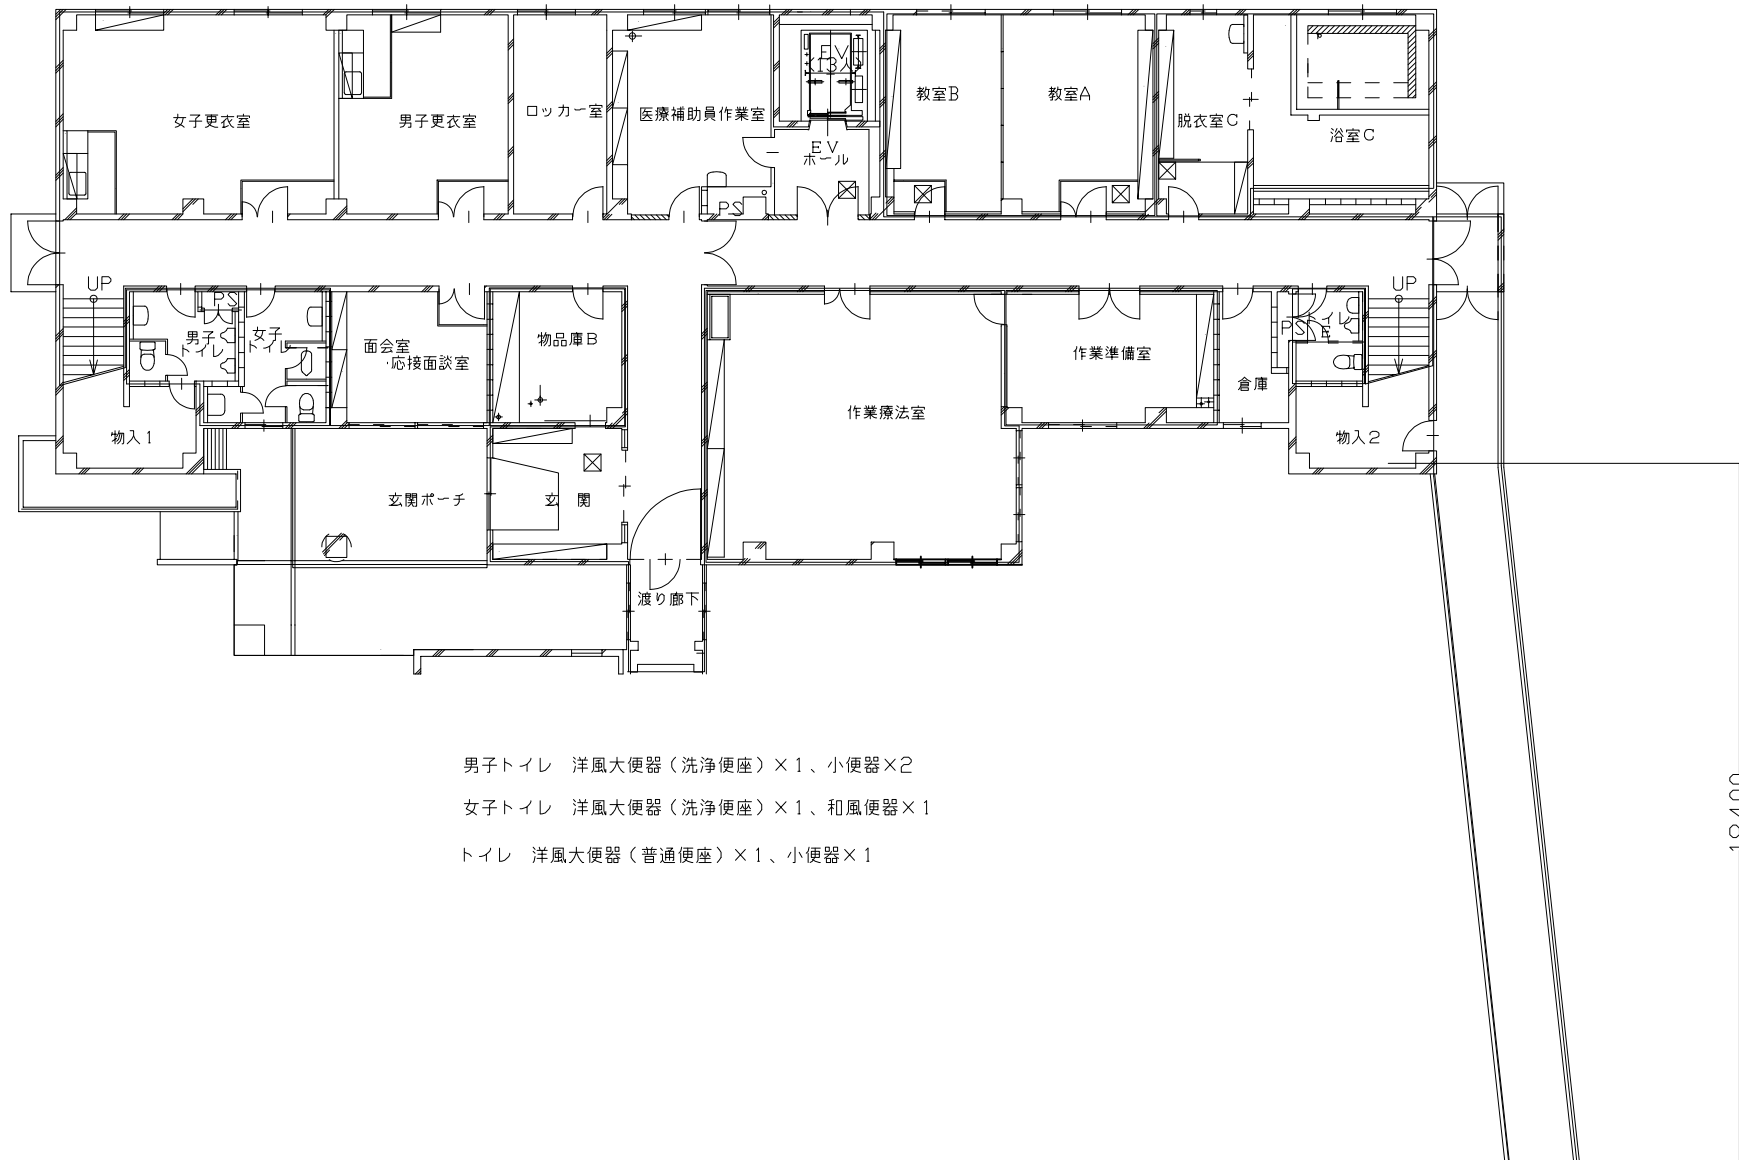 女子更衣室
男子更衣室
ロッカー室
医療補助員作業室
EV
EV
ホール
PS
教室B
教室A
脱衣室C
浴室C
UP
PS
男子
トイレ
女子
トイレ
面会室
・応接面談室
物品庫B
作業療法室
作業準備室
倉庫
PS
UP
物入1
物入2
玄関ポーチ
玄　関
渡り廊下
男子トイレ　洋風大便器（洗浄便座）×1、小便器×2
女子トイレ　洋風大便器（洗浄便座）×1、和風便器×1
トイレ　洋風大便器（普通便座）×1、小便器×1